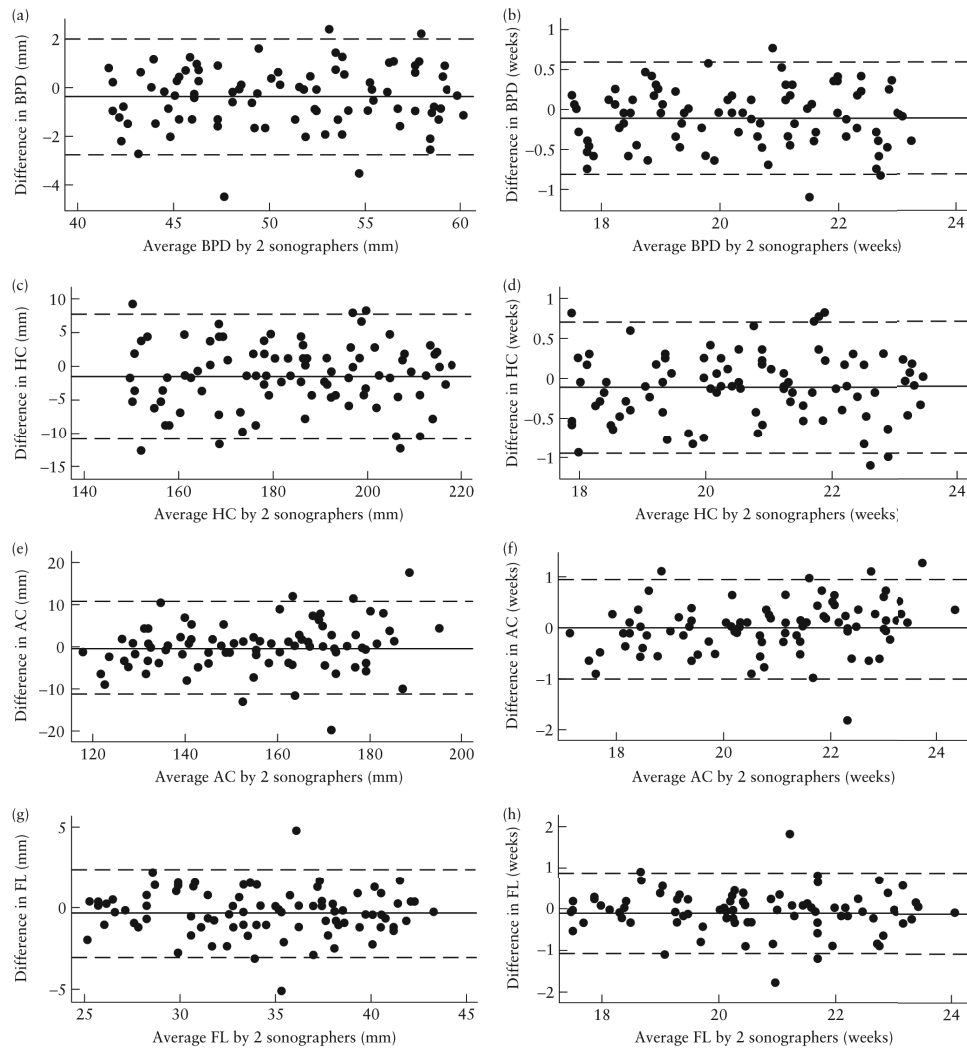 (a)
Difference in BPD (mm)
2
0
−2
−4
40 45 50 55 60
Average BPD by 2 sonographers (mm)
(b)
Difference in BPD (weeks)
1
0.5
0
−0.5
−1
18 20 22 24
Average BPD by 2 sonographers (weeks)
(c)
Difference in HC (mm)
10
5
0
−5
−10
−15
140 160 180 200 220
Average HC by 2 sonographers (mm)
(d)
Difference in HC (weeks)
1
0.5
0
−0.5
−1
18 20 22 24
Average HC by 2 sonographers (weeks)
(e)
Difference in AC (mm)
20
10
0
−10
−20
120 140 160 180 200
Average AC by 2 sonographers (mm)
(f)
Difference in AC (weeks)
1
0
−1
−2
18 20 22 24
Average AC by 2 sonographers (weeks)
(g)
Difference in FL (mm)
5
0
−5
25 30 35 40 45
Average FL by 2 sonographers (mm)
(h)
Difference in FL (weeks)
2
1
0
−1
−2
18 20 22 24
Average FL by 2 sonographers (weeks)